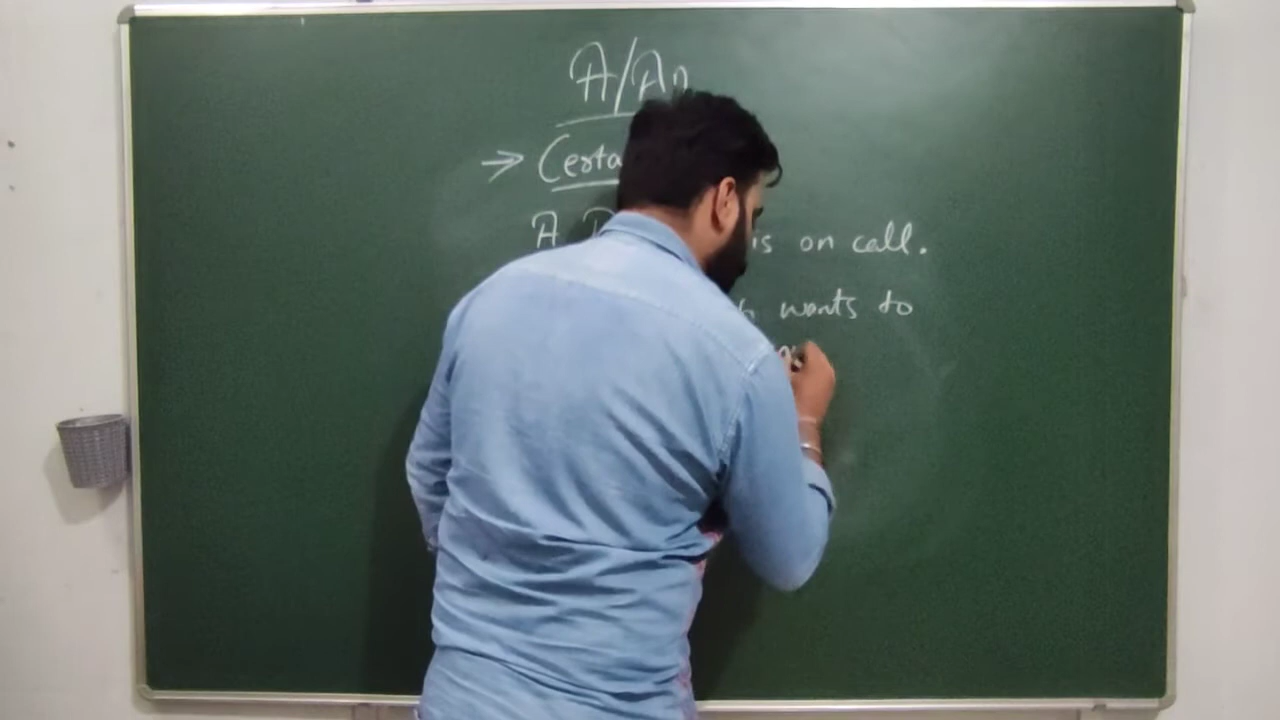 A/An
→ Certa
A is on call.
wants to